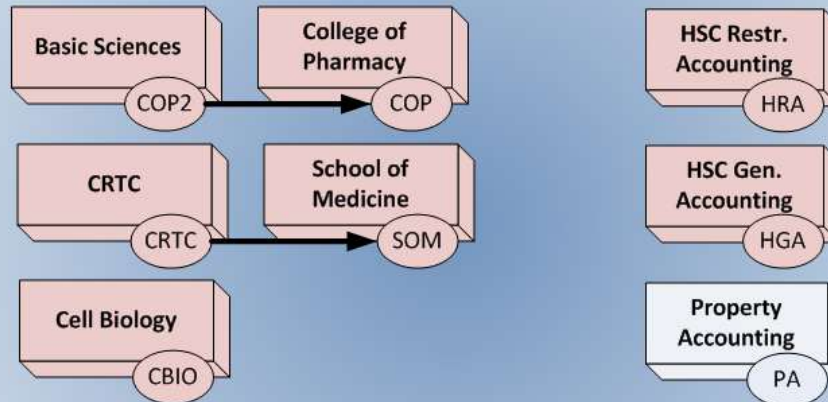 Basic Sciences
COP2
College of
Pharmacy
COP
HSC Restr.
Accounting
HRA
CRTC
CRTC
School of
Medicine
SOM
HSC Gen.
Accounting
HGA
Cell Biology
CBIO
Property
Accounting
PA